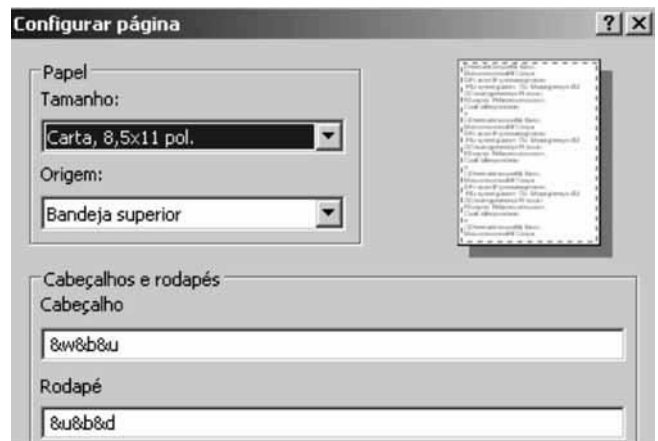 Configurar página
Papel
Tamanho:
Carta, 8,5x11 pol.
Origem:
Bandeja superior
Cabeçalhos e rodapés
Cabeçalho
&w&b&u
Rodapé
&u&b&d